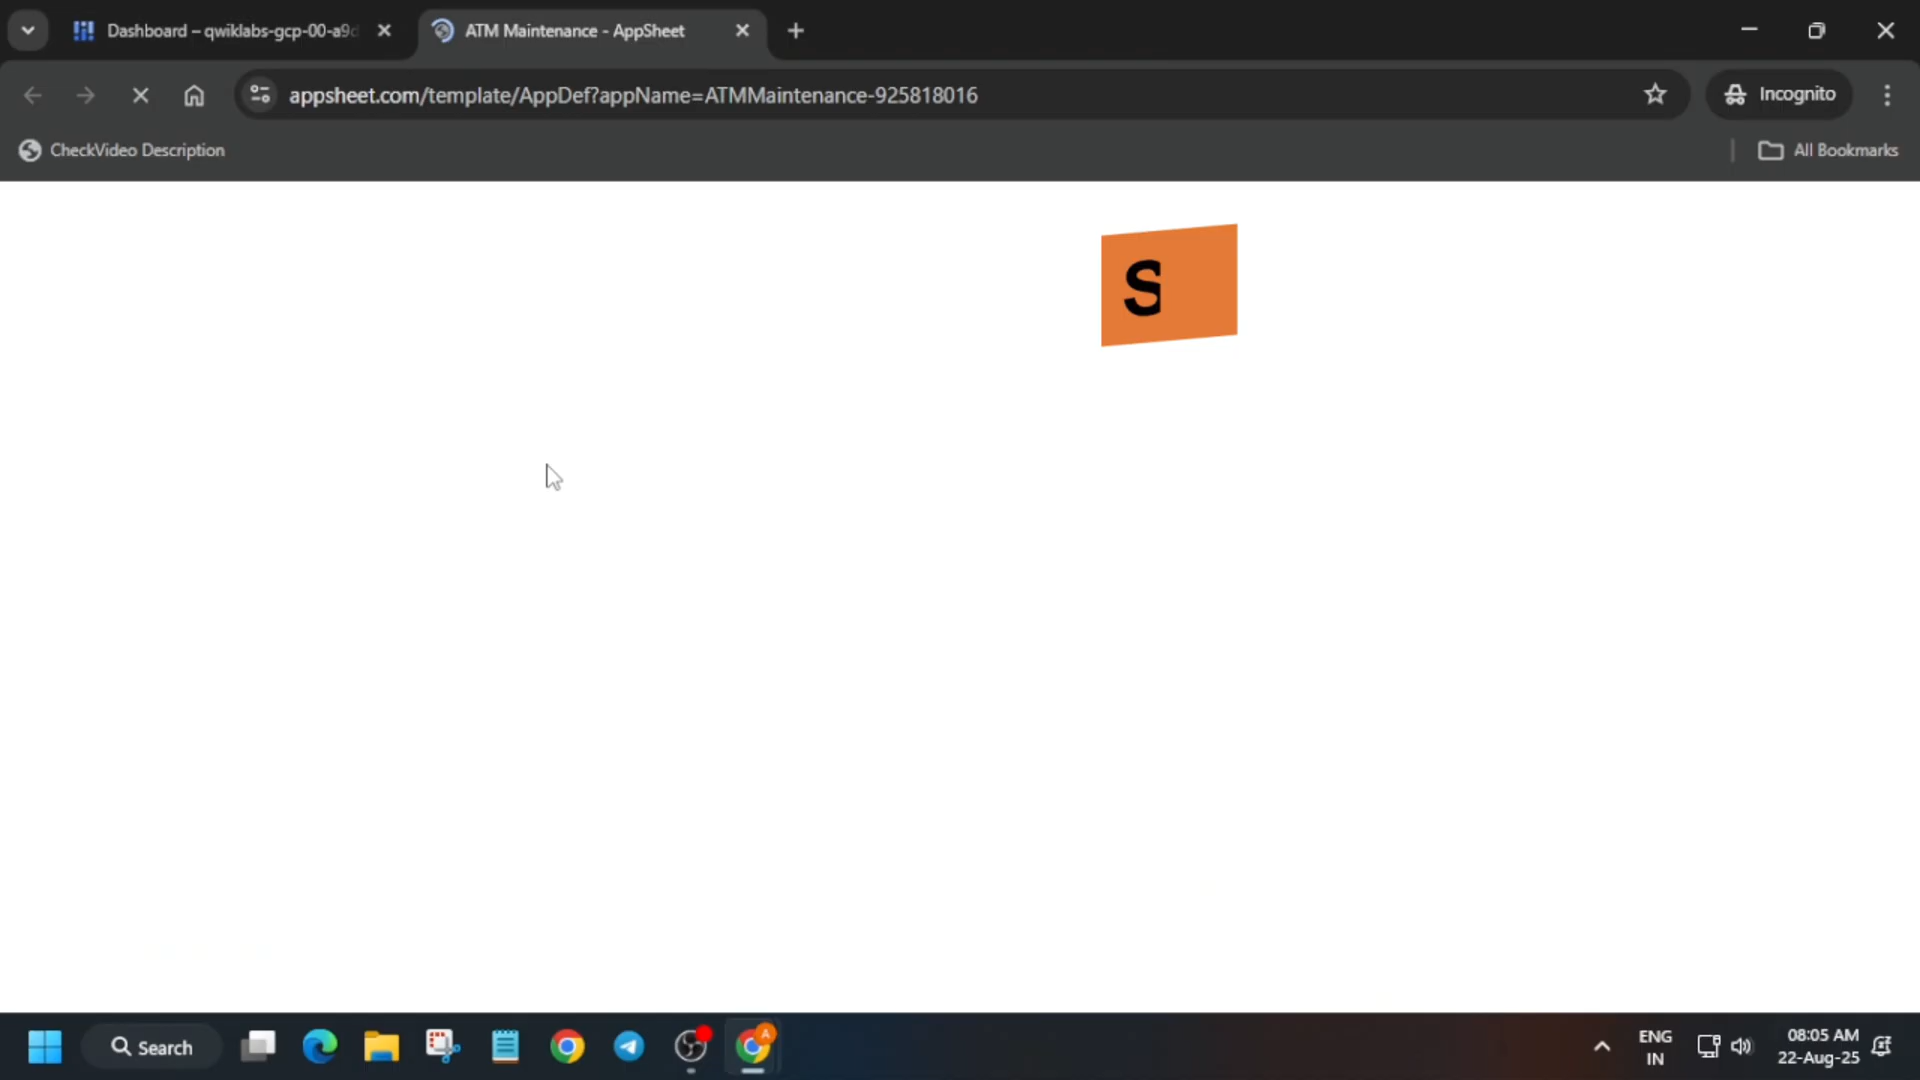 Dashboard – qwiklabs-gcp-00-a9
ATM Maintenance - AppSheet
appsheet.com/template/AppDef?appName=ATMMaintenance-925818016
Incognito
CheckVideo Description
All Bookmarks
S
Search
A
ENG
IN
08:05 AM
22-Aug-25